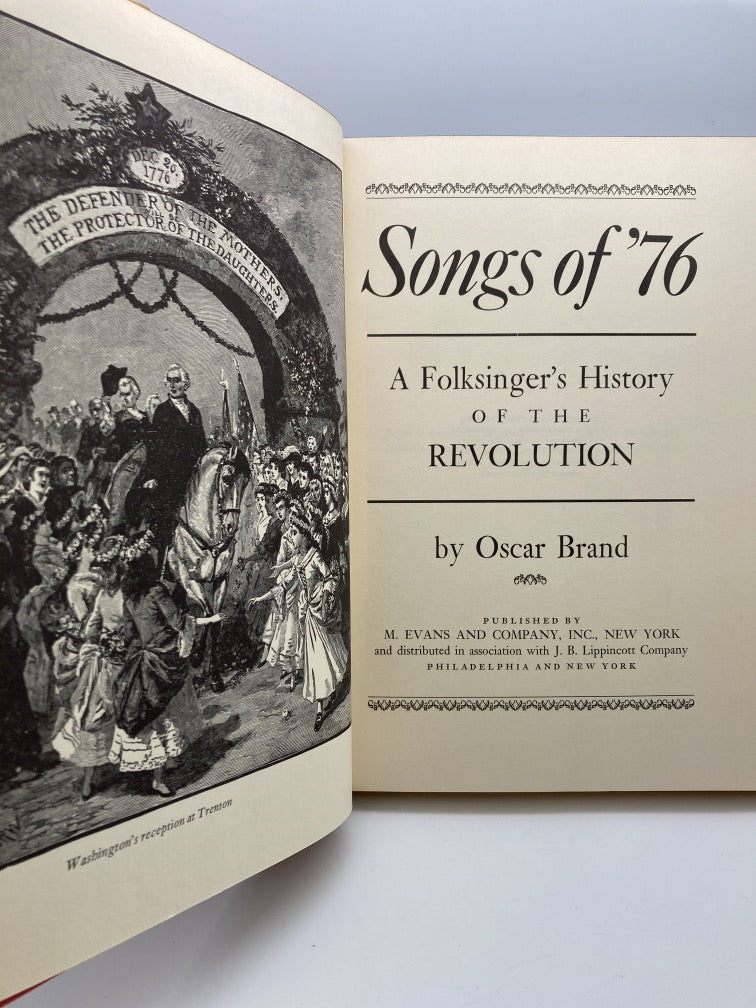 DEC. 26,
1776
THE DEFENDER OF THE MOTHERS,
WILL BE
THE PROTECTOR OF THE DAUGHTERS.
Washington's reception at Trenton
Songs of '76
A Folksinger's History
OF THE
REVOLUTION
by Oscar Brand
PUBLISHED BY
M. EVANS AND COMPANY, INC., NEW YORK
and distributed in association with J. B. Lippincott Company
PHILADELPHIA AND NEW YORK